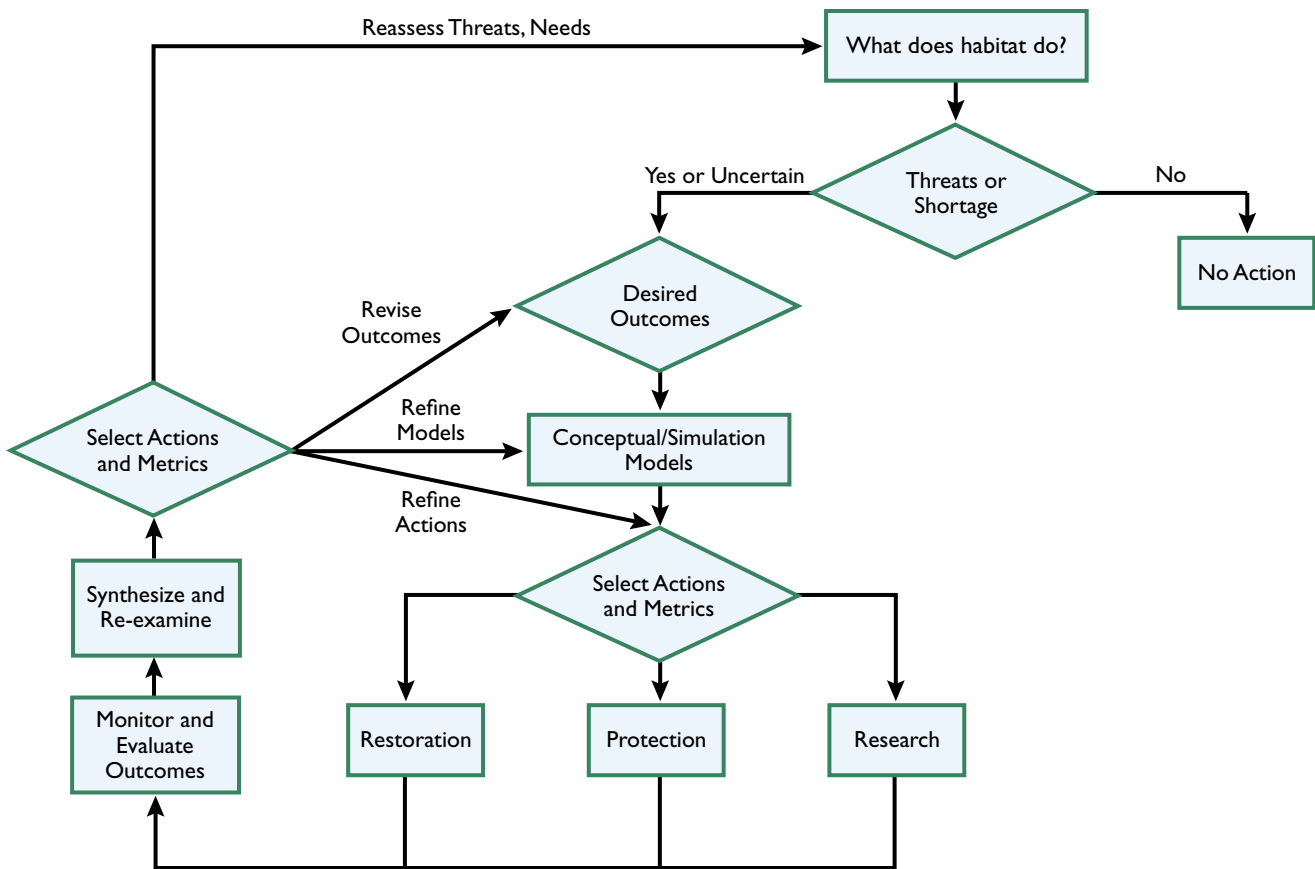 Reassess Threats, Needs
What does habitat do?
Yes or Uncertain
Threats or
Shortage
No
No Action
Desired
Outcomes
Revise
Outcomes
Refine
Models
Conceptual/Simulation
Models
Select Actions
and Metrics
Refine
Actions
Select Actions
and Metrics
Synthesize and
Re-examine
Monitor and
Evaluate
Outcomes
Restoration
Protection
Research